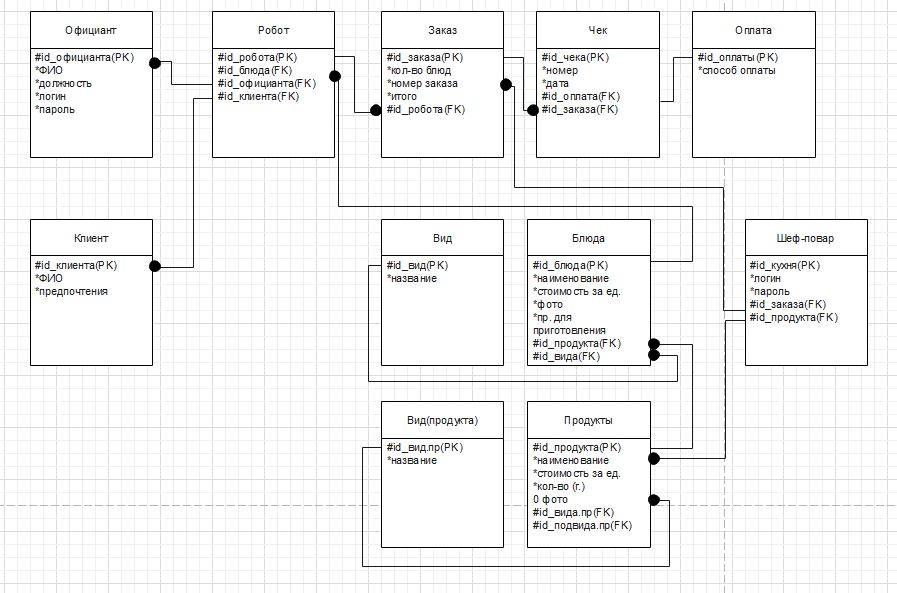 Официант
#id_официанта(PK)
*ФИО
*должность
*логин
*пароль
Робот
#id_робота(PK)
#id_блюда(FK)
#id_официанта(FK)
#id_клиента(FK)
Заказ
#id_заказа(PK)
*кол-во блюд
*номер заказа
*итого
#id_робота(FK)
Чек
#id_чека(PK)
*номер
*дата
#id_оплата(FK)
#id_заказа(FK)
Оплата
#id_оплаты(PK)
*способ оплаты
Клиент
#id_клиента(PK)
*ФИО
*предпочтения
Вид
#id_вид(PK)
*название
Блюда
#id_блюда(PK)
*наименование
*стоимость за ед.
*фото
*пр. для
приготовления
#id_продукта(FK)
#id_вида(FK)
Шеф-повар
#id_кухня(PK)
*логин
*пароль
#id_заказа(FK)
#id_продукта(FK)
Вид(продукта)
#id_вид.пр(PK)
*название
Продукты
#id_продукта(PK)
*наименование
*стоимость за ед.
*кол-во (г.)
0 фото
#id_вида.пр(FK)
#id_подвида.пр(FK)